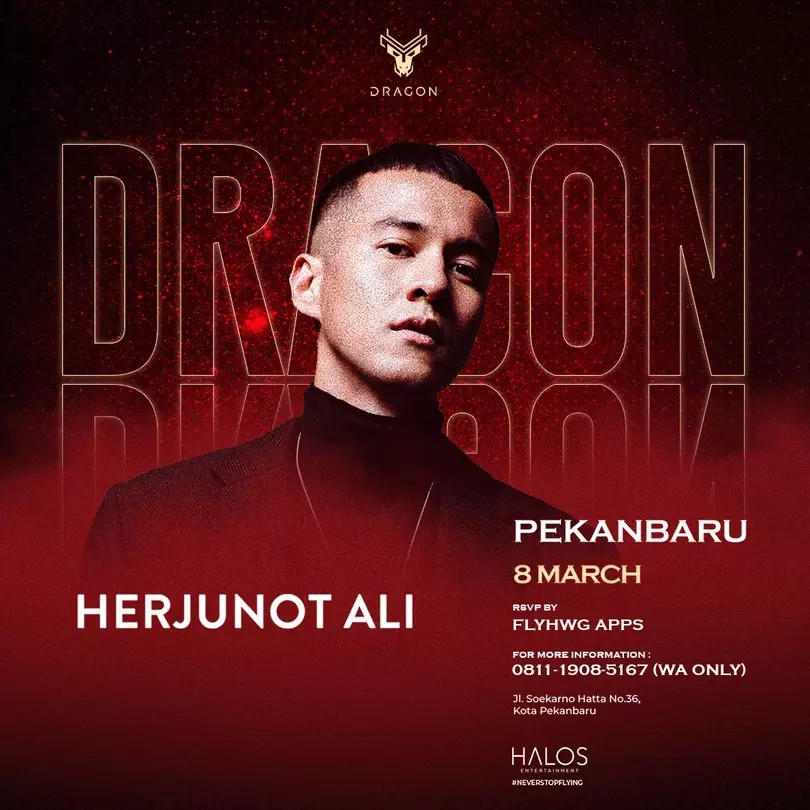 DRAGON
DRAGON
HERJUNOT ALI
PEKANBARU
8 MARCH
RSVP BY
FLYHWG APPS
FOR MORE INFORMATION :
0811-1908-5167 (WA ONLY)
Jl. Soekarno Hatta No.36,
Kota Pekanbaru
HALOS
ENTERTAINMENT
#NEVERSTOPFLYING